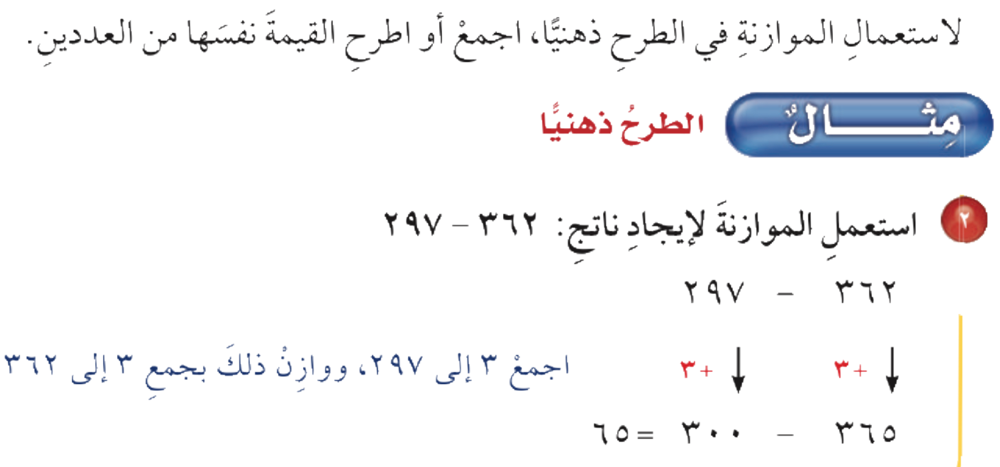 لاستعمالِ الموازنةِ في الطرحِ ذهنيًّا، اجمعْ أو اطرحِ القيمةَ نفسَها من العددينِ.
مِثــــالٌ الطرحُ ذهنيًّا
٢ استعملِ الموازنةَ لإيجادِ ناتجِ: ٣٦٢ – ٢٩٧
٣٦٢ – ٢٩٧
+٣ +٣ اجمعْ ٣ إلى ٢٩٧، ووازِنْ ذلكَ بجمعِ ٣ إلى ٣٦٢
٣٦٥ – ٣٠٠ = ٦٥